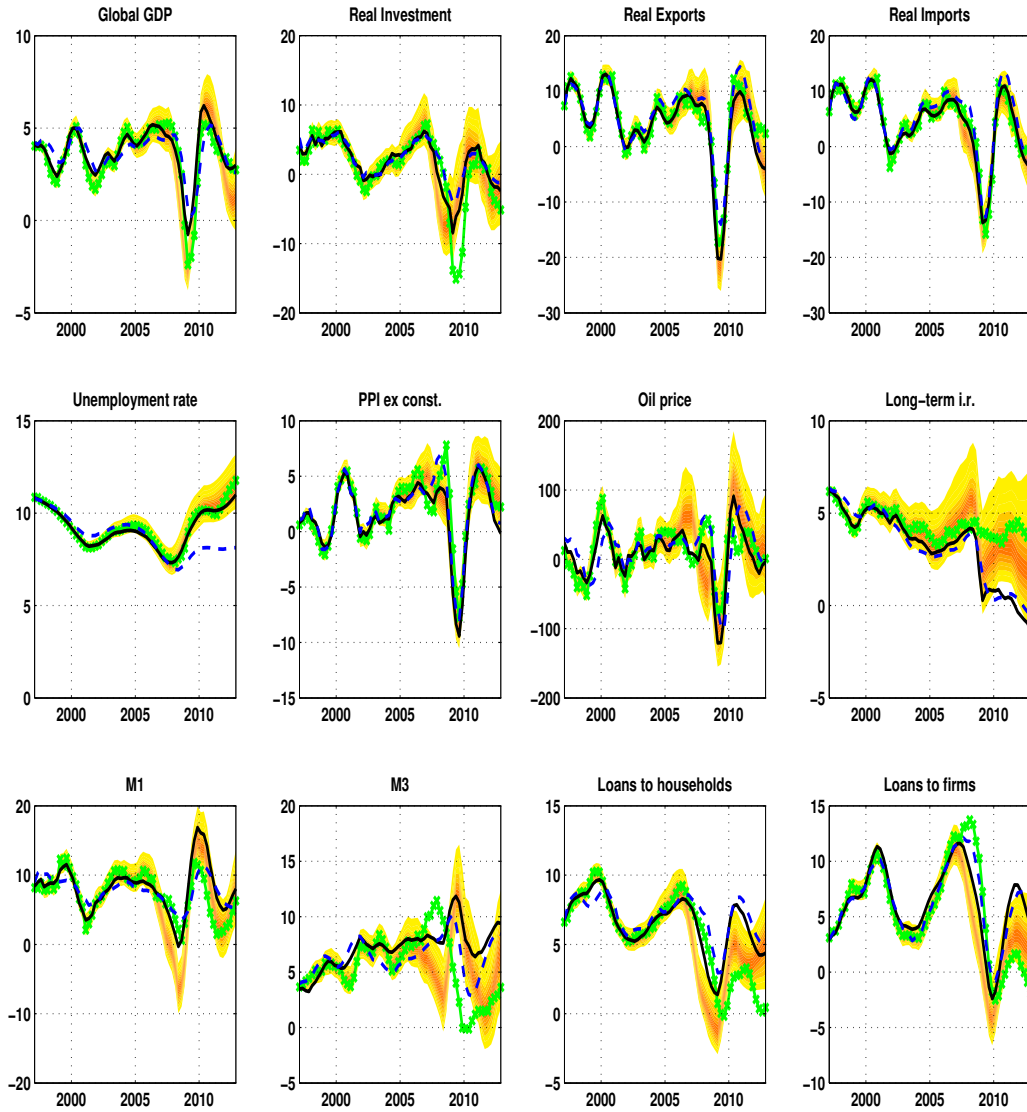 Global GDP
Real Investment
Real Exports
Real Imports
10
5
0
−5
2000 2005 2010
20
10
0
−10
−20
2000 2005 2010
20
10
0
−10
−20
−30
2000 2005 2010
20
10
0
−10
−20
−30
2000 2005 2010
Unemployment rate
PPI ex const.
Oil price
Long−term i.r.
15
10
5
0
2000 2005 2010
10
5
0
−5
−10
−15
2000 2005 2010
200
100
0
−100
−200
2000 2005 2010
10
5
0
−5
2000 2005 2010
M1
M3
Loans to households
Loans to firms
20
10
0
−10
−20
2000 2005 2010
20
15
10
5
0
−5
2000 2005 2010
15
10
5
0
−5
2000 2005 2010
15
10
5
0
−5
−10
2000 2005 2010